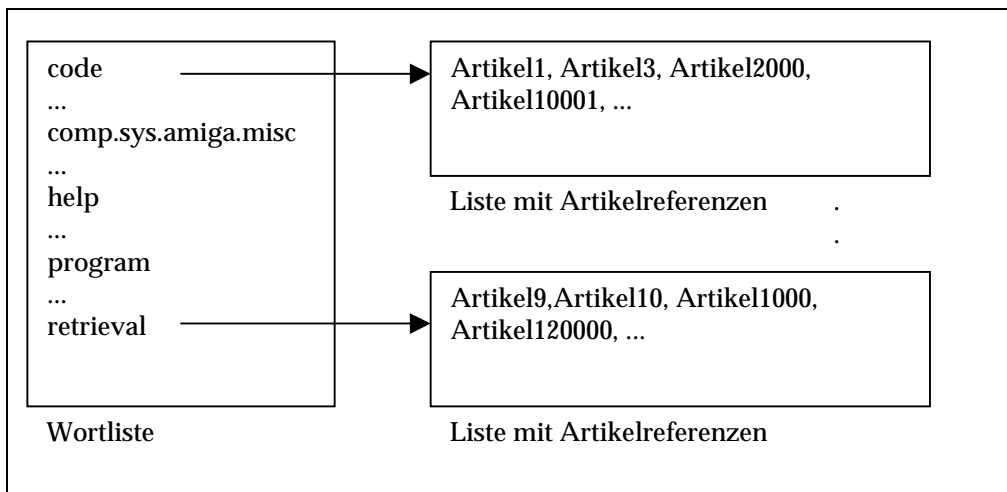 code
...
comp.sys.amiga.misc
...
help
...
program
...
retrieval
Wortliste
Artikel1, Artikel3, Artikel2000,
Artikel10001, ...
Liste mit Artikelreferenzen .
.
Artikel9,Artikel10, Artikel1000,
Artikel120000, ...
Liste mit Artikelreferenzen